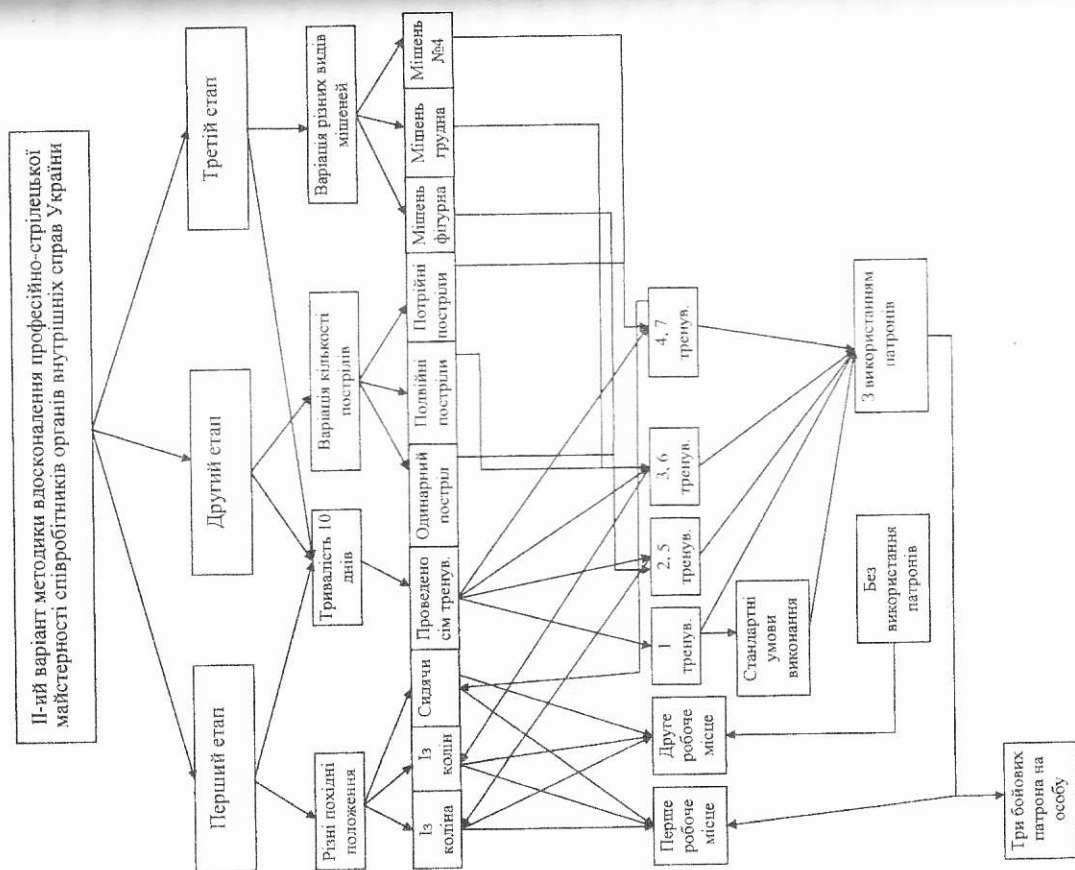 ІІ-ий варіант методики вдосконалення професійно-стрілецької
майстерності співробітників органів внутрішніх справ України
Перший етап
Другий етап
Третій етап
Різні похідні
положення
Тривалість 10
днів
Варіація кількості
пострілів
Варіація різних видів
мішеней
Із
коліна
Із
колін
Сидячи
Проведено
сім тренув.
Одинарний
постріл
Подвійні
постріли
Потрійні
постріли
Мішень
фігурна
Мішень
грудна
Мішень
№4
Перше
робоче
місце
Друге
робоче
місце
1
тренув.
2, 5
тренув.
3, 6
тренув.
4, 7
тренув.
Стандартні
умови
виконання
Без
використання
патронів
З використанням
патронів
Три бойових
патрона на
особу